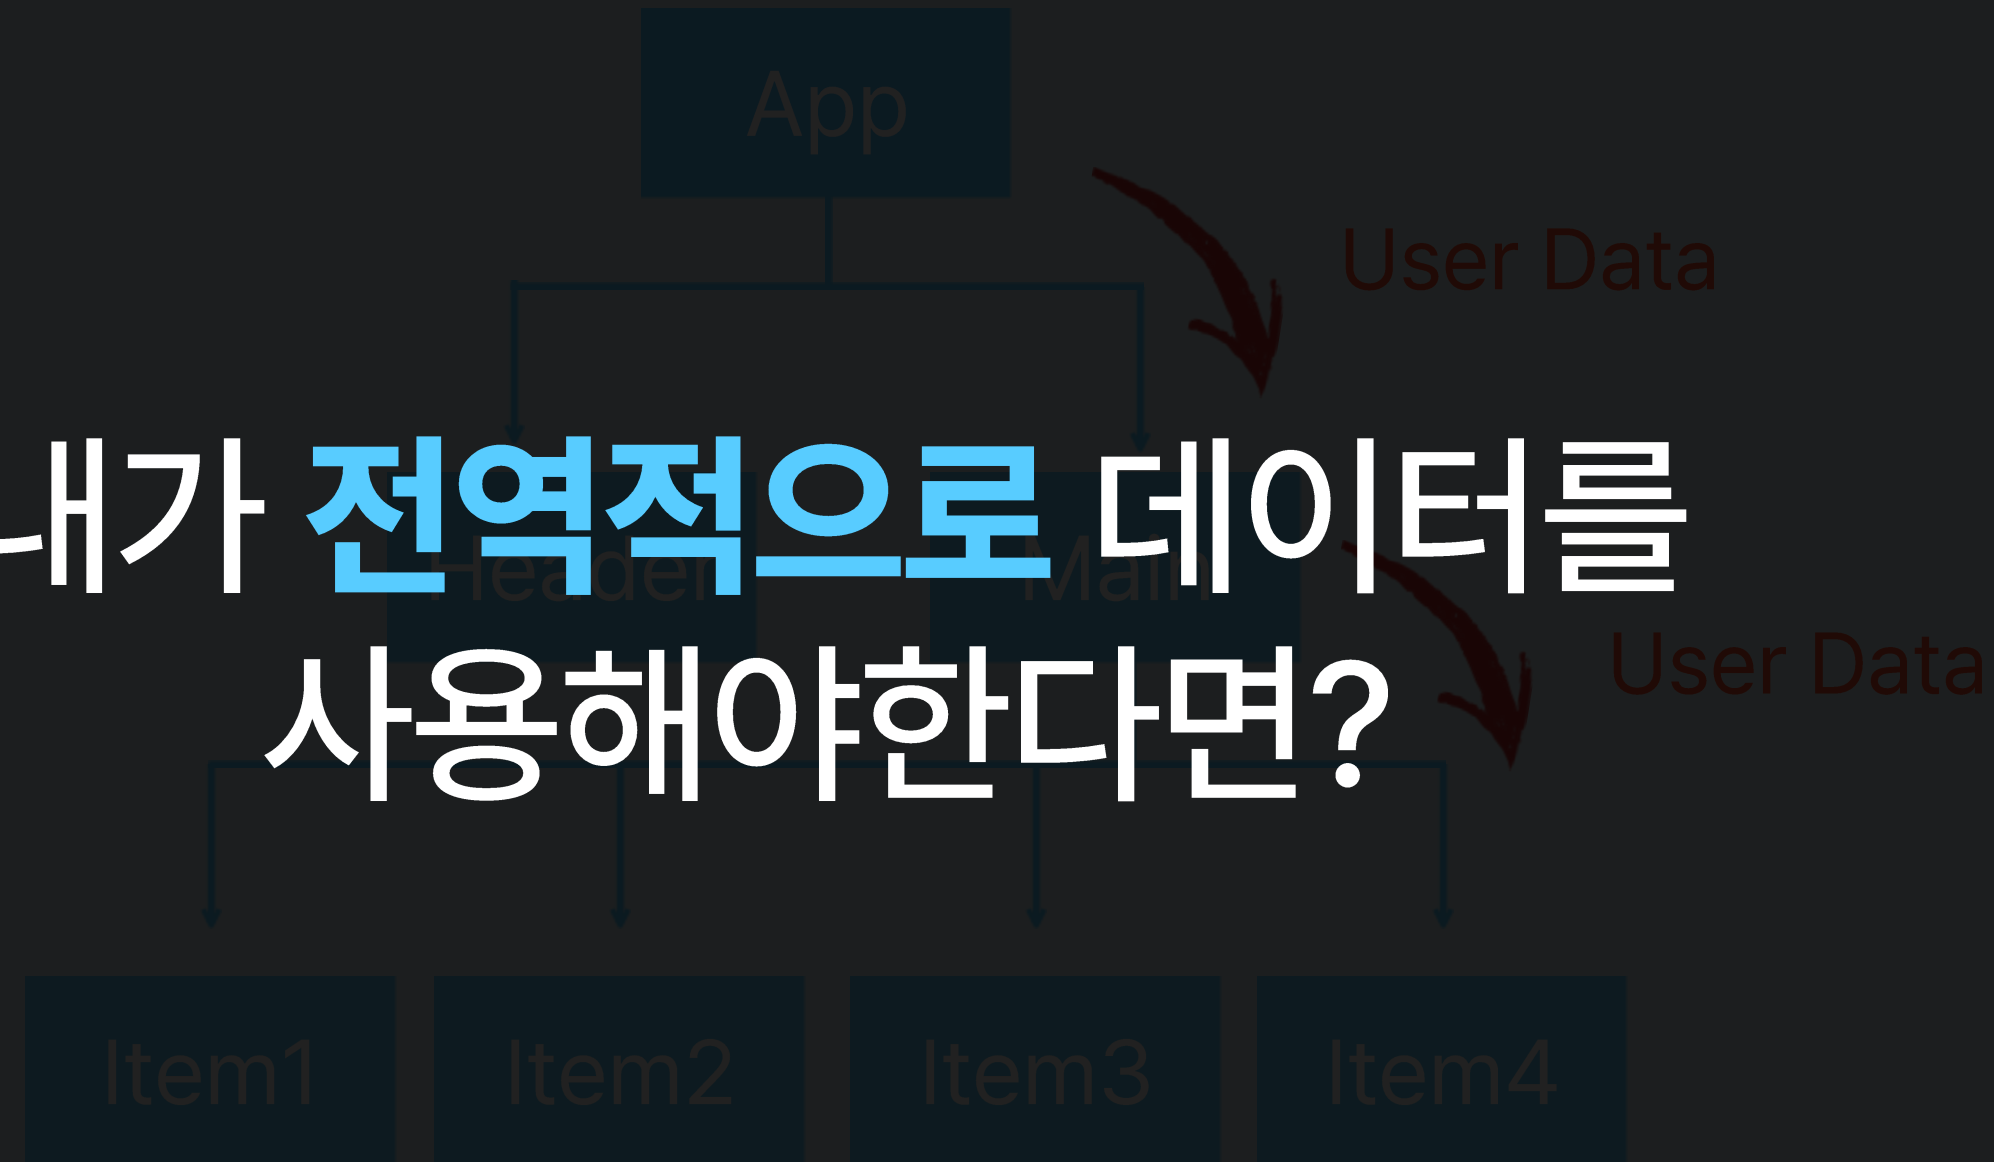 App
User Data
내가 전역적으로 데이터를
Header
Main
User Data
사용해야한다면?
Item1
Item2
Item3
Item4